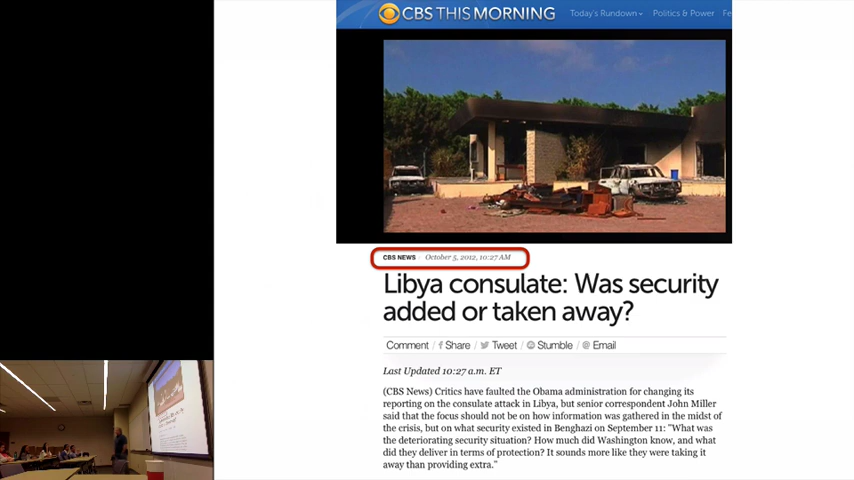 CBS THIS MORNING Today's Rundown Politics & Power Fe
CBS NEWS October 5, 2012, 10:27 AM
Libya consulate: Was security
added or taken away?
Comment / Share / Tweet / Stumble / Email
Last Updated 10:27 a.m. ET
(CBS News) Critics have faulted the Obama administration for changing its
reporting on the consulate attack in Libya, but senior correspondent John Miller
said that the focus should not be on how information was gathered in the midst of
the crisis, but on what security existed in Benghazi on September 11: "What was
the deteriorating security situation? How much did Washington know, and what
did they deliver in terms of protection? It sounds more like they were taking it
away than providing extra."